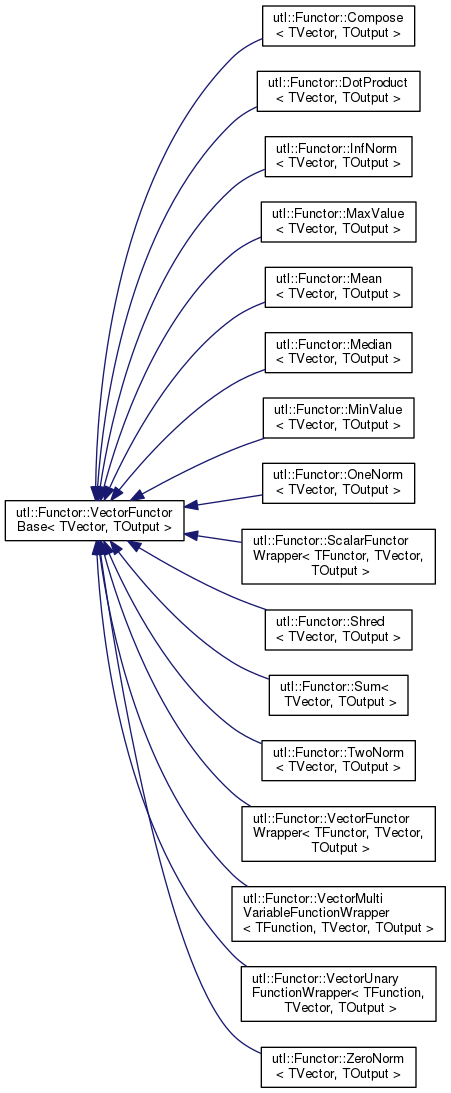 utl::Functor::Compose
< TVector, TOutput >
utl::Functor::DotProduct
< TVector, TOutput >
utl::Functor::InfNorm
< TVector, TOutput >
utl::Functor::MaxValue
< TVector, TOutput >
utl::Functor::Mean
< TVector, TOutput >
utl::Functor::Median
< TVector, TOutput >
utl::Functor::MinValue
< TVector, TOutput >
utl::Functor::OneNorm
< TVector, TOutput >
utl::Functor::VectorFunctor
Base< TVector, TOutput >
utl::Functor::ScalarFunctor
Wrapper< TFunctor, TVector,
TOutput >
utl::Functor::Shred
< TVector, TOutput >
utl::Functor::Sum<
TVector, TOutput >
utl::Functor::TwoNorm
< TVector, TOutput >
utl::Functor::VectorFunctor
Wrapper< TFunctor, TVector,
TOutput >
utl::Functor::VectorMulti
VariableFunctionWrapper
< TFunction, TVector, TOutput >
utl::Functor::VectorUnary
FunctionWrapper< TFunction,
TVector, TOutput >
utl::Functor::ZeroNorm
< TVector, TOutput >